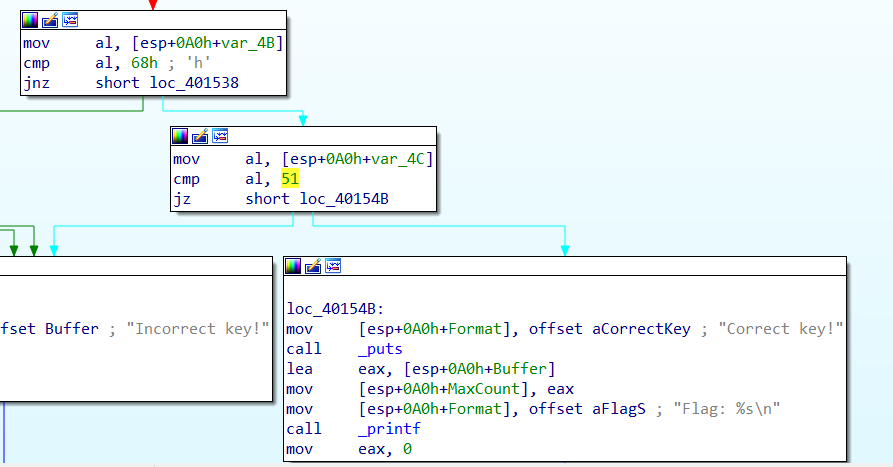 mov     al, [esp+0A0h+var_4B]
cmp     al, 68h ; 'h'
jnz     short loc_401538
mov     al, [esp+0A0h+var_4C]
cmp     al, 51
jz      short loc_40154B
fset Buffer ; "Incorrect key!"
loc_40154B:
mov     [esp+0A0h+Format], offset aCorrectKey ; "Correct key!"
call    _puts
lea     eax, [esp+0A0h+Buffer]
mov     [esp+0A0h+MaxCount], eax
mov     [esp+0A0h+Format], offset aFlagS ; "Flag: %s\n"
call    _printf
mov     eax, 0